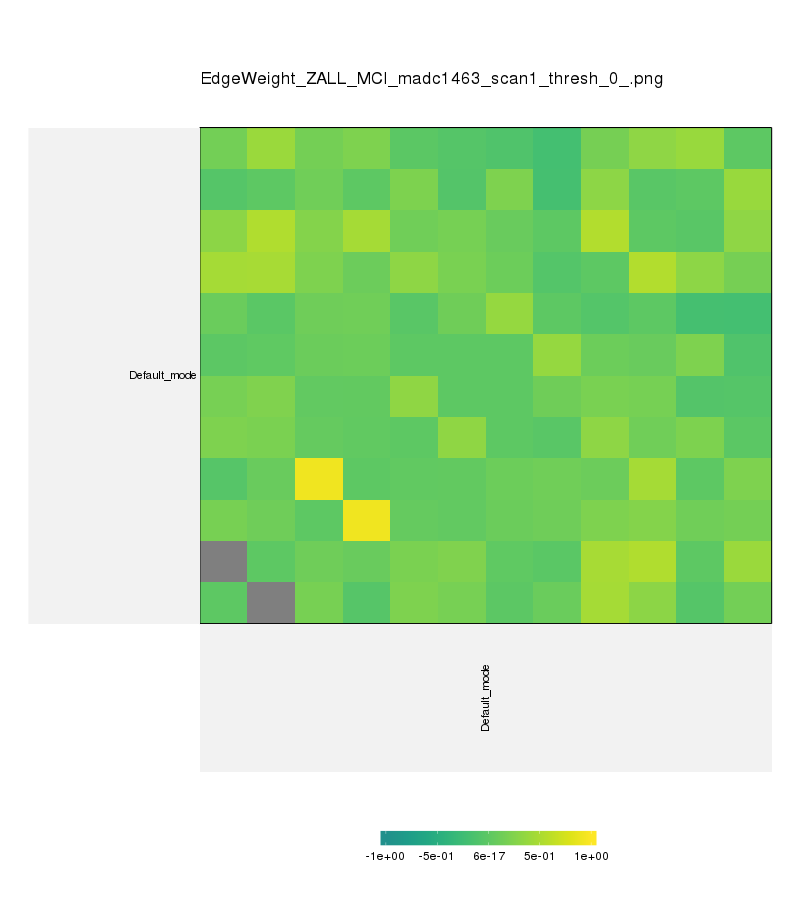 EdgeWeight_ZALL_MCI_madc1463_scan1_thresh_0_.png
Default_mode
Default_mode
-1e+00 -5e-01 6e-17 5e-01 1e+00